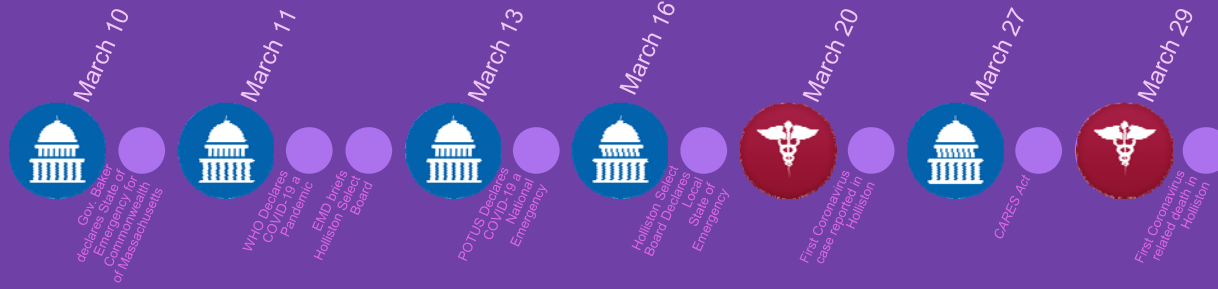 March 10
Gov. Baker
declares State of
Emergency for
Commonwealth
of Massachusetts
March 11
WHO Declares
COVID-19 a
Pandemic
EMD briefs
Holliston Select
Board
March 13
POTUS Declares
COVID-19 a
National
Emergency
March 16
Holliston Select
Board Declares
Local
State of
Emergency
March 20
First Coronavirus
case reported in
Holliston
March 27
CARES Act
March 29
First Coronavirus
related death in
Holliston